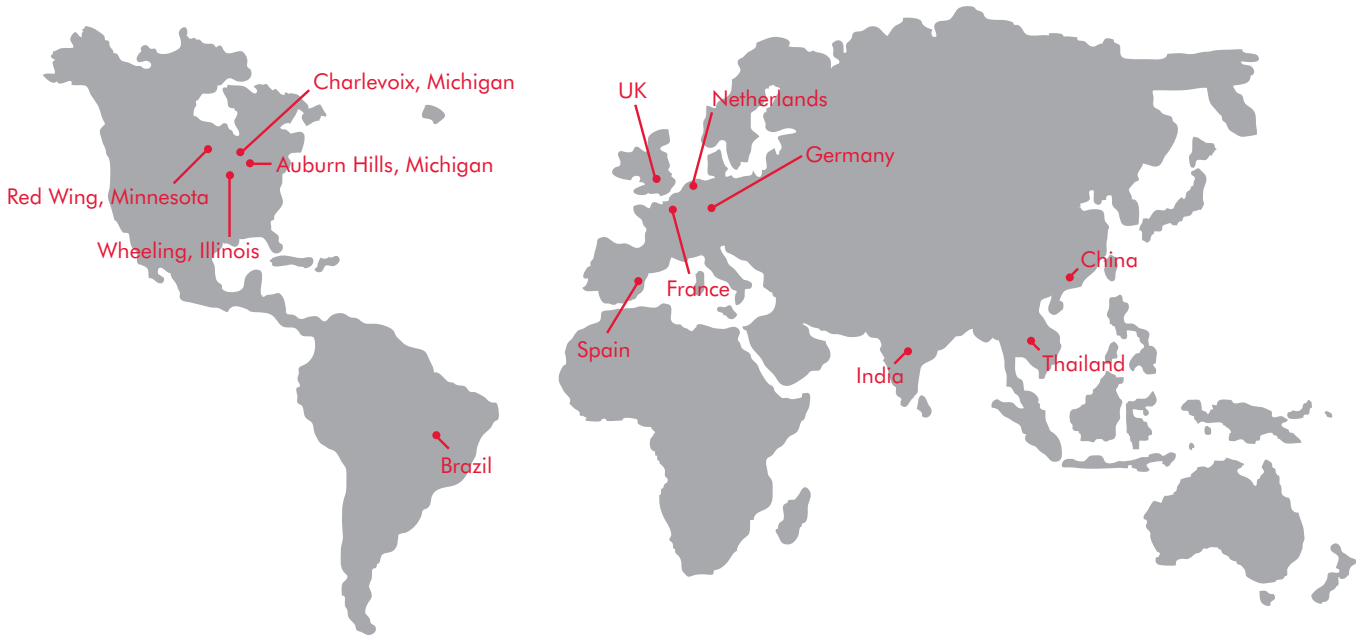 Charlevoix, Michigan
UK
Netherlands
Germany
Auburn Hills, Michigan
Red Wing, Minnesota
Wheeling, Illinois
China
France
Spain
Thailand
India
Brazil